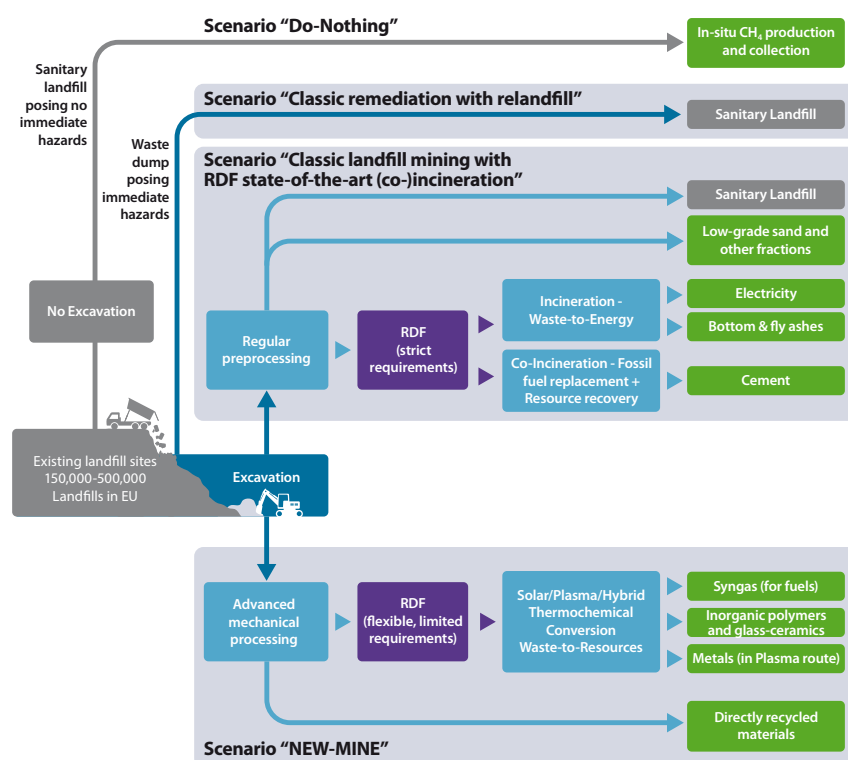 Scenario “Do-Nothing”
In-situ CH₄ production
and collection
Sanitary
landfill
posing no
immediate
hazards
Scenario “Classic remediation with relandfill”
Sanitary Landfill
Waste
dump
posing
immediate
hazards
Scenario “Classic landfill mining with
RDF state-of-the-art (co-)incineration”
Sanitary Landfill
Low-grade sand and
other fractions
No Excavation
Regular
preprocessing
RDF
(strict
requirements)
Incineration -
Waste-to-Energy
Electricity
Bottom & fly ashes
Co-Incineration - Fossil
fuel replacement +
Resource recovery
Cement
Existing landfill sites
150,000-500,000
Landfills in EU
Excavation
Advanced
mechanical
processing
RDF
(flexible, limited
requirements)
Solar/Plasma/Hybrid
Thermochemical
Conversion
Waste-to-Resources
Syngas (for fuels)
Inorganic polymers
and glass-ceramics
Metals (in Plasma route)
Directly recycled
materials
Scenario “NEW-MINE”